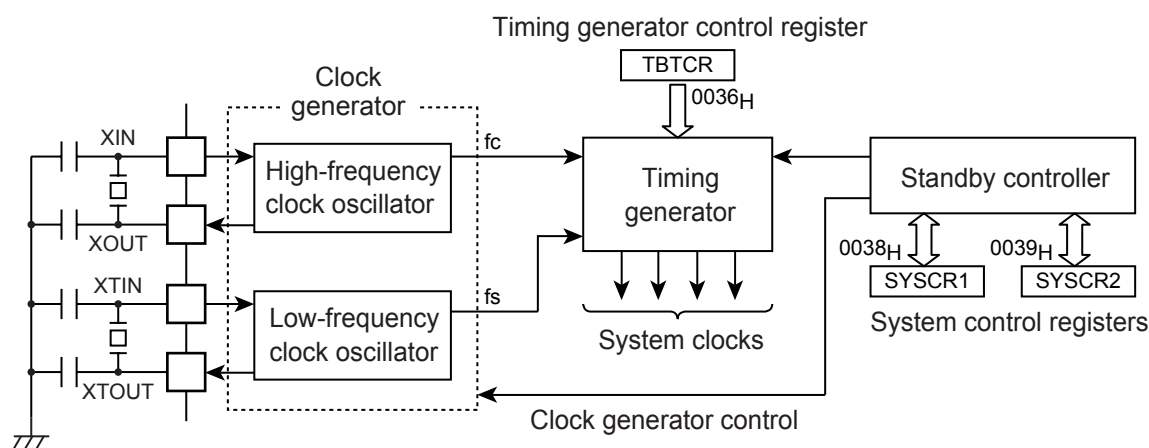 Timing generator control register
TBTCR
0036H
Clock
generator
XIN
XOUT
High-frequency
clock oscillator
fc
Timing
generator
Standby controller
0038H
0039H
SYSCR1
SYSCR2
System control registers
XTIN
XTOUT
Low-frequency
clock oscillator
fs
System clocks
Clock generator control